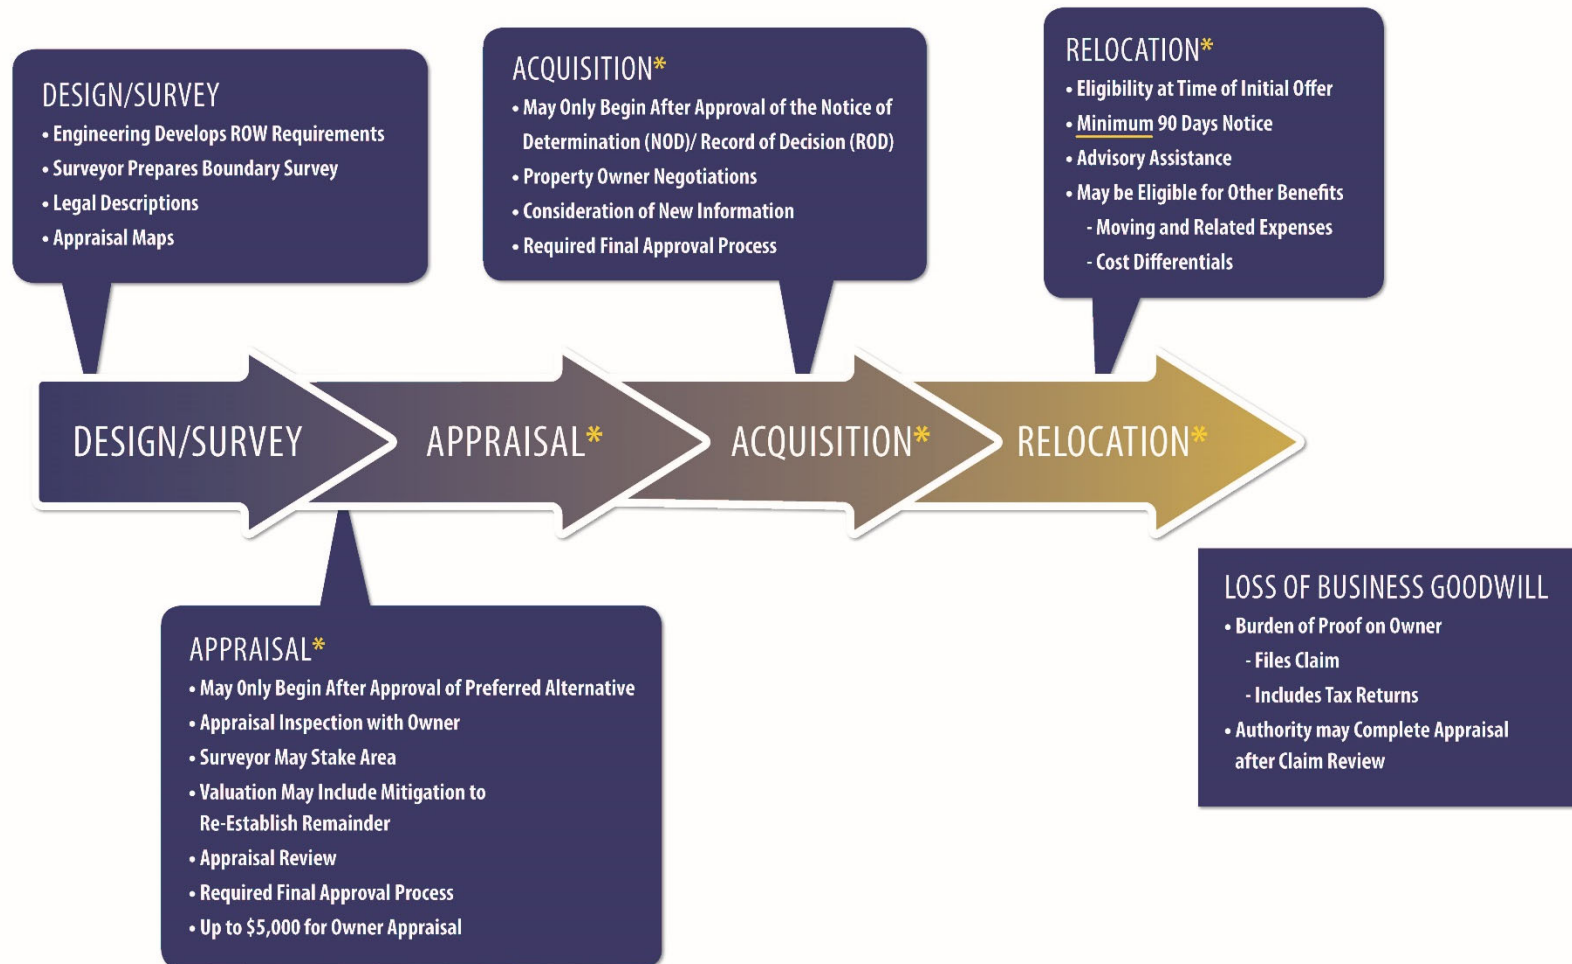 DESIGN/SURVEY
• Engineering Develops ROW Requirements
• Surveyor Prepares Boundary Survey
• Legal Descriptions
• Appraisal Maps
ACQUISITION*
• May Only Begin After Approval of the Notice of
Determination (NOD)/ Record of Decision (ROD)
• Property Owner Negotiations
• Consideration of New Information
• Required Final Approval Process
RELOCATION*
• Eligibility at Time of Initial Offer
• Minimum 90 Days Notice
• Advisory Assistance
• May be Eligible for Other Benefits
- Moving and Related Expenses
- Cost Differentials
DESIGN/SURVEY
APPRAISAL*
ACQUISITION*
RELOCATION*
APPRAISAL*
• May Only Begin After Approval of Preferred Alternative
• Appraisal Inspection with Owner
• Surveyor May Stake Area
• Valuation May Include Mitigation to
Re-Establish Remainder
• Appraisal Review
• Required Final Approval Process
• Up to $5,000 for Owner Appraisal
LOSS OF BUSINESS GOODWILL
• Burden of Proof on Owner
- Files Claim
- Includes Tax Returns
• Authority may Complete Appraisal
after Claim Review